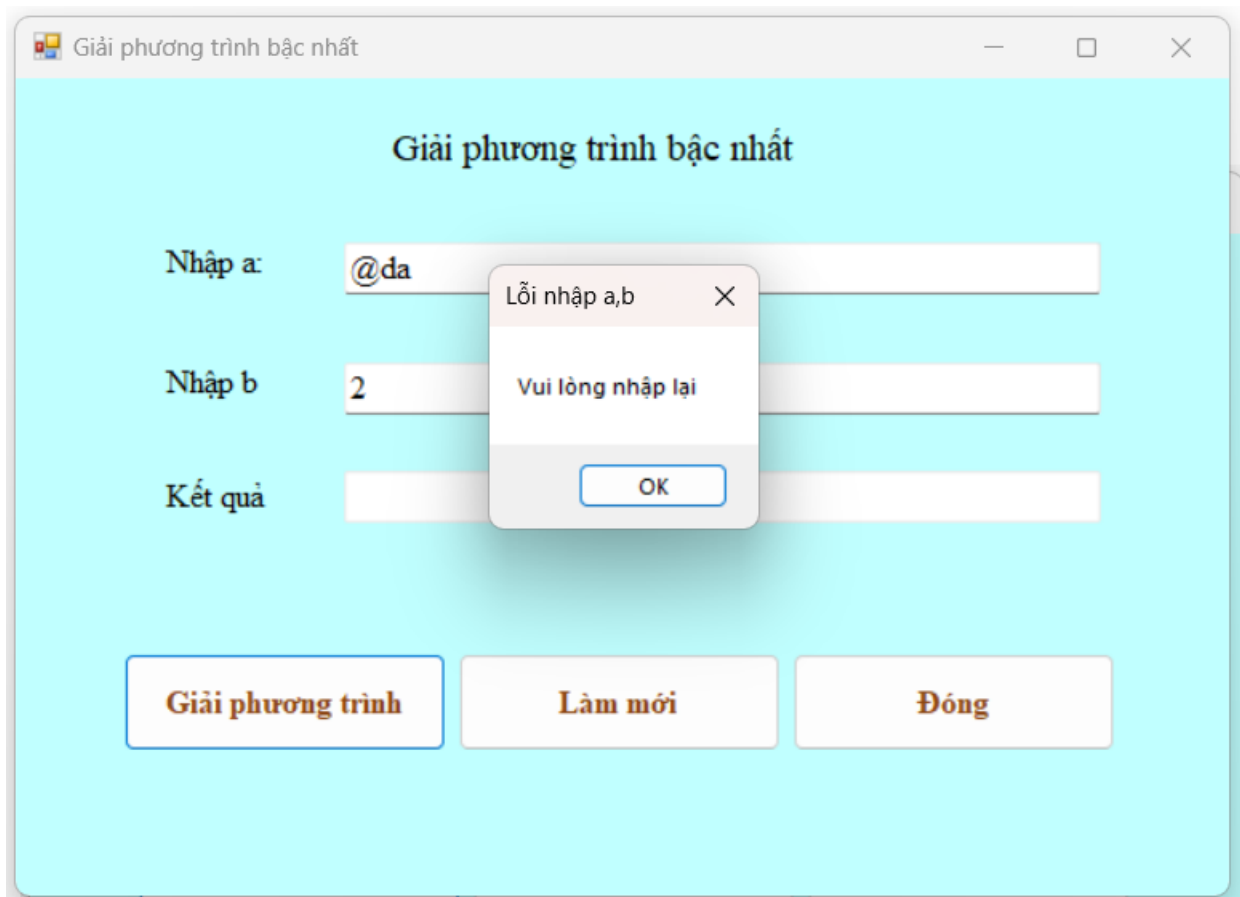 Giải phương trình bậc nhất
Giải phương trình bậc nhất
Nhập a:
@da
Lỗi nhập a,b
Vui lòng nhập lại
OK
Nhập b
2
Kết quả
Giải phương trình
Làm mới
Đóng